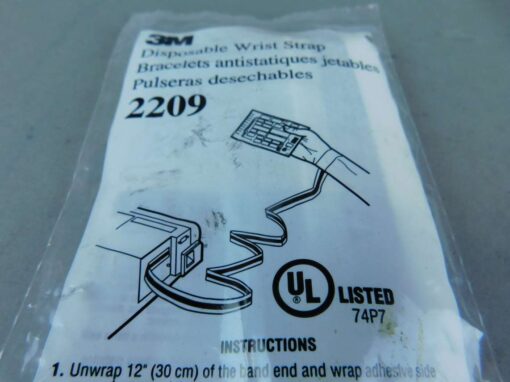 3M
Disposable Wrist Strap
Bracelets antistatiques jetables
Pulseras desechables
2209
UL LISTED
74P7
INSTRUCTIONS
1. Unwrap 12" (30 cm) of the band end and wrap adhesive side